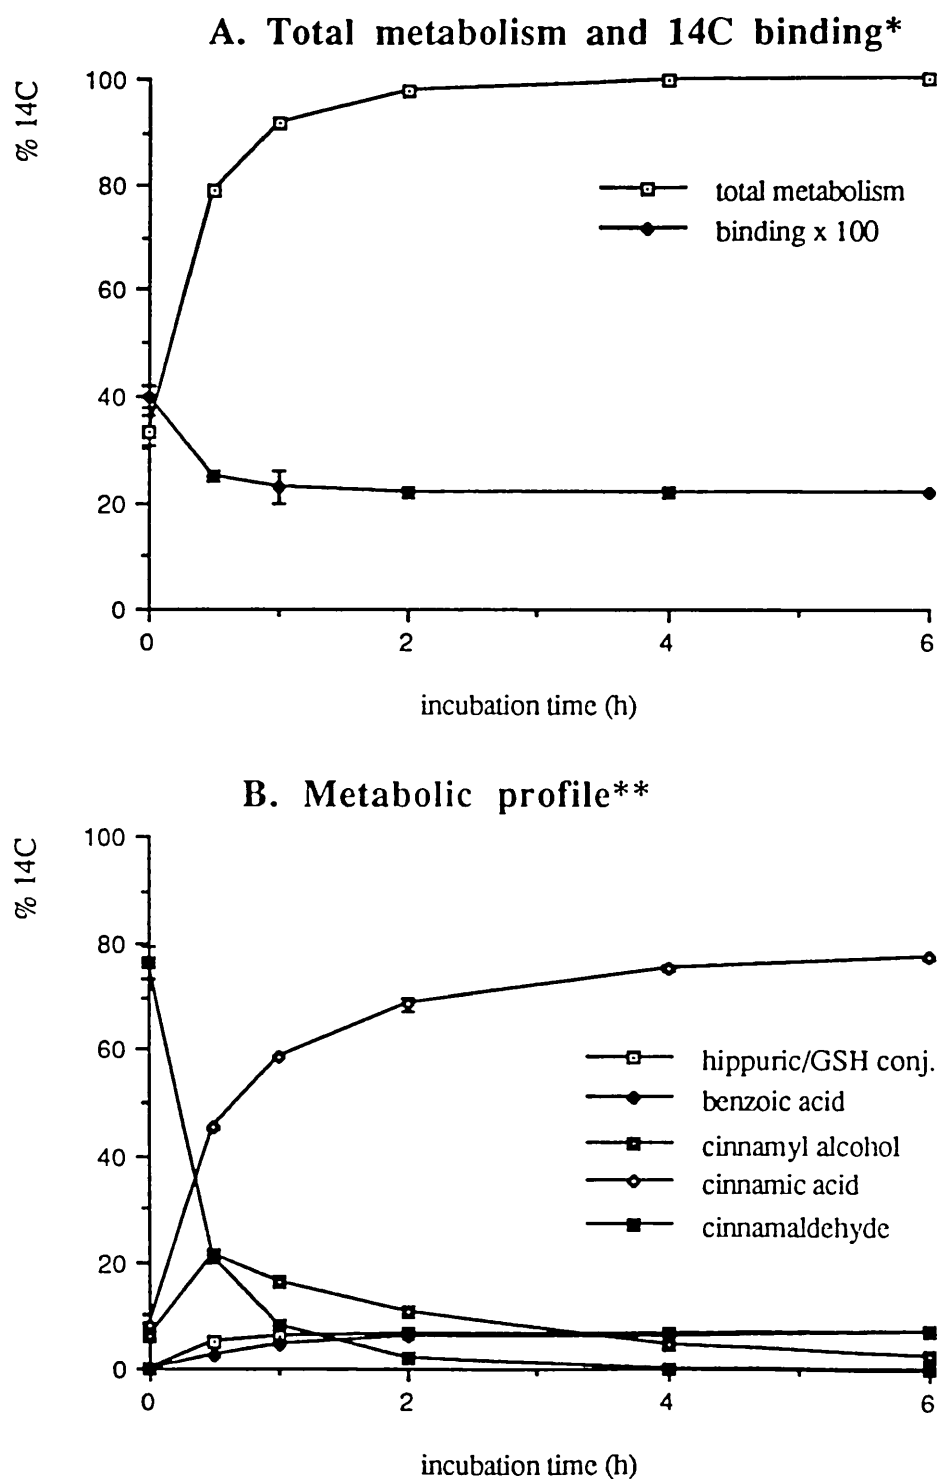 A. Total metabolism and 14C binding*
% 14C
100
80
60
40
20
0
total metabolism
binding x 100
0 2 4 6
incubation time (h)
B. Metabolic profile**
% 14C
100
80
60
40
20
0
hippuric/GSH conj.
benzoic acid
cinnamyl alcohol
cinnamic acid
cinnamaldehyde
0 2 4 6
incubation time (h)